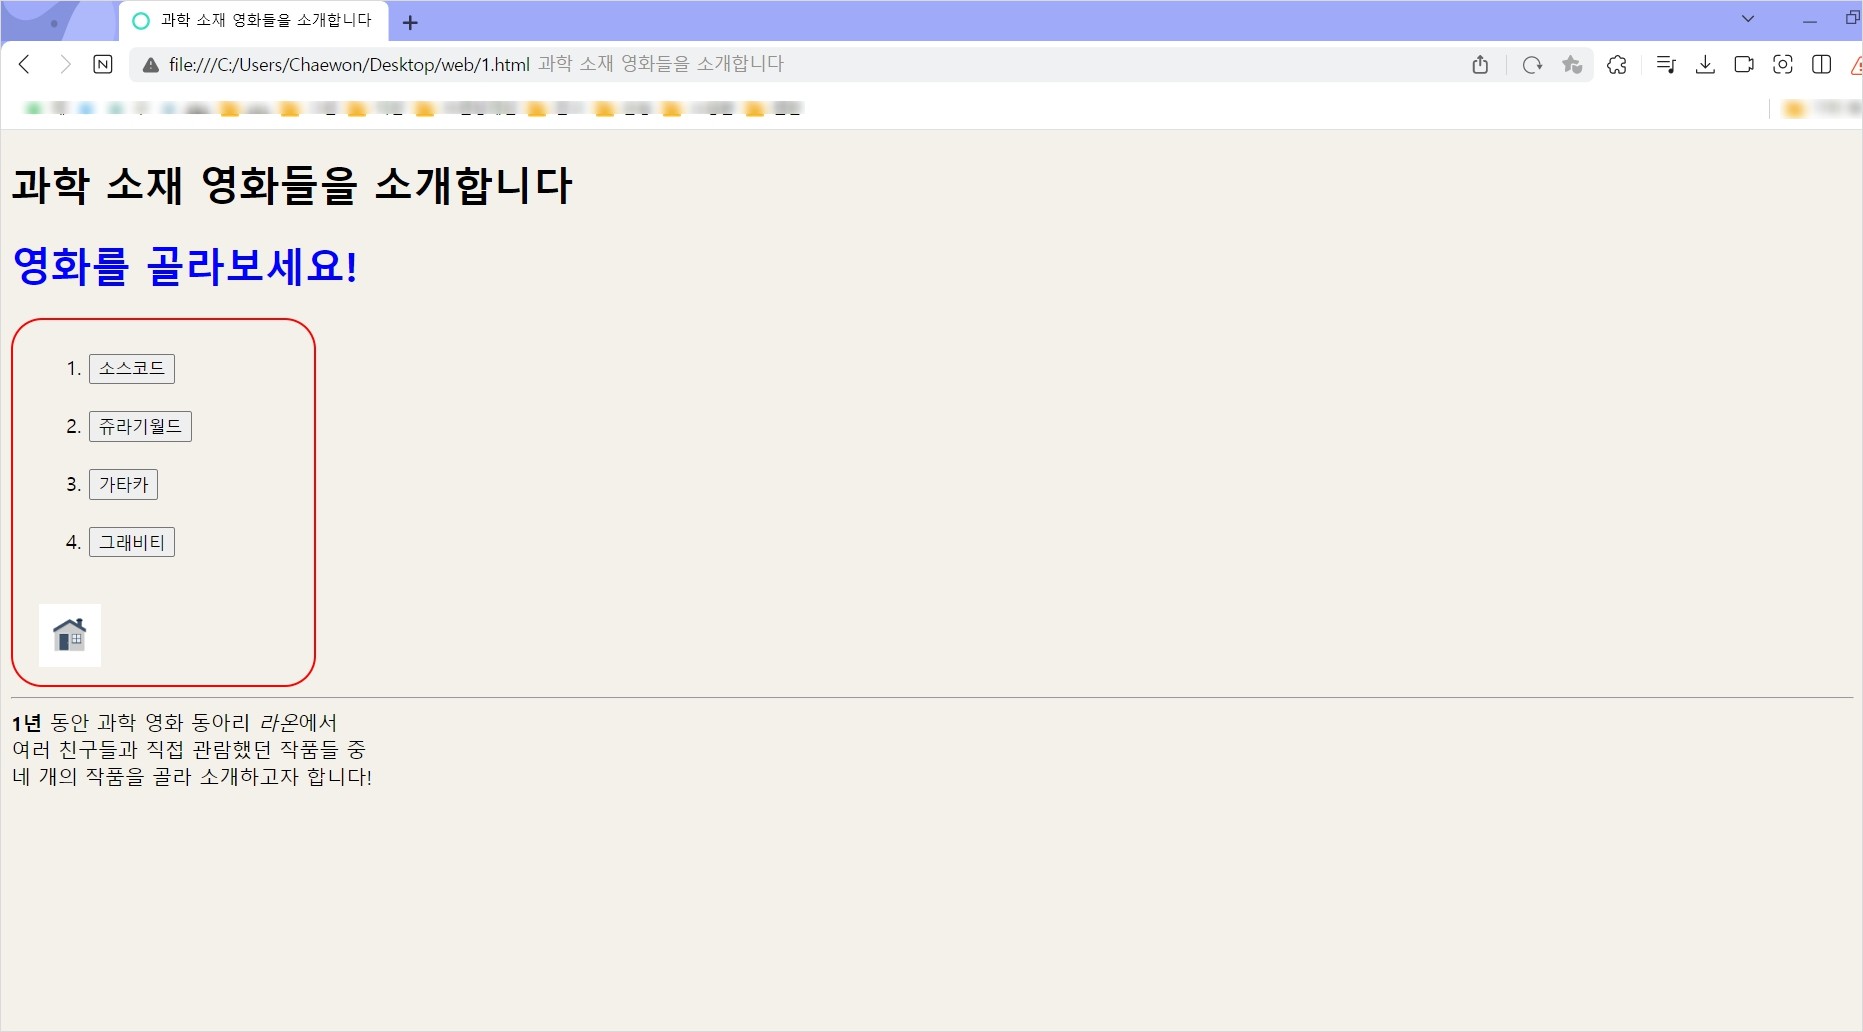 과학 소재 영화들을 소개합니다
file:///C:/Users/Chaewon/Desktop/web/1.html 과학 소재 영화들을 소개합니다
과학 소재 영화들을 소개합니다
영화를 골라보세요!
1. 소스코드
2. 쥬라기월드
3. 가타카
4. 그래비티
1년 동안 과학 영화 동아리 라온에서
여러 친구들과 직접 관람했던 작품들 중
네 개의 작품을 골라 소개하고자 합니다!